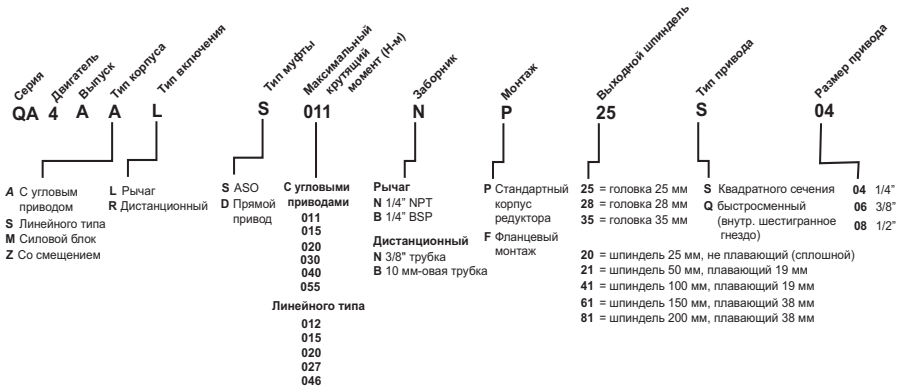 Серия
Двигатель
Выпуск
Тип корпуса
Тип включения
Тип муфты
Максимальный
крутящий
момент (Н-м)
Заборник
Монтаж
Выходной шпиндель
Тип привода
Размер привода
QA 4 A A L S 011 N P 25 S 04
A С угловым
приводом
S Линейного типа
M Силовой блок
Z Со смещением
L Рычаг
R Дистанционный
S ASO
D Прямой
привод
С угловыми
приводами
011
015
020
030
040
055
Линейного типа
012
015
020
027
046
Рычаг
N 1/4” NPT
B 1/4” BSP
Дистанционный
N 3/8" трубка
B 10 мм-овая трубка
P Стандартный
корпус
редуктора
F Фланцевый
монтаж
25 = головка 25 мм
28 = головка 28 мм
35 = головка 35 мм
20 = шпиндель 25 мм, не плавающий (сплошной)
21 = шпиндель 50 мм, плавающий 19 мм
41 = шпиндель 100 мм, плавающий 19 мм
61 = шпиндель 150 мм, плавающий 38 мм
81 = шпиндель 200 мм, плавающий 38 мм
S Квадратного сечения
Q быстросменный
(внутр. шестигранное
гнездо)
04 1/4”
06 3/8”
08 1/2”